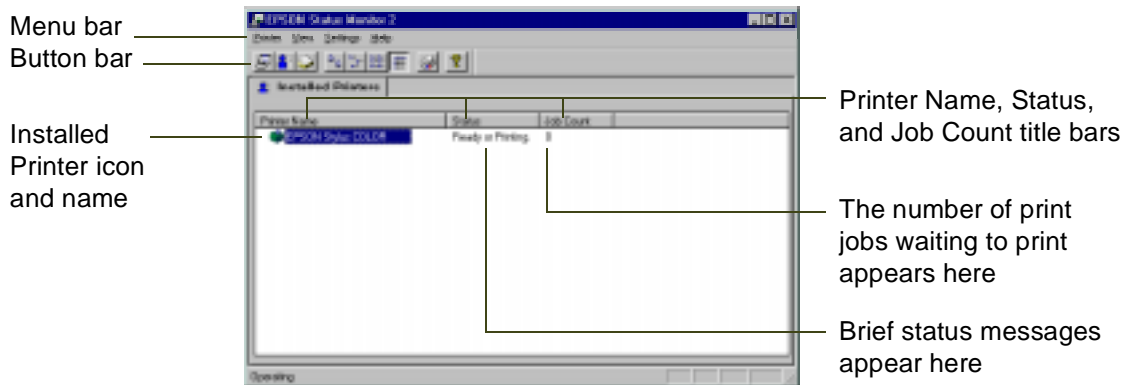 EPSON Status Monitor 2
Menu bar
Printer View Settings Help
Button bar
Installed Printers
Printer Name, Status,
and Job Count title bars
Printer Name Status Job Count
EPSON Stylus COLOR Ready or Printing. 0
Installed
Printer icon
and name
The number of print
jobs waiting to print
appears here
Brief status messages
appear here
Operating